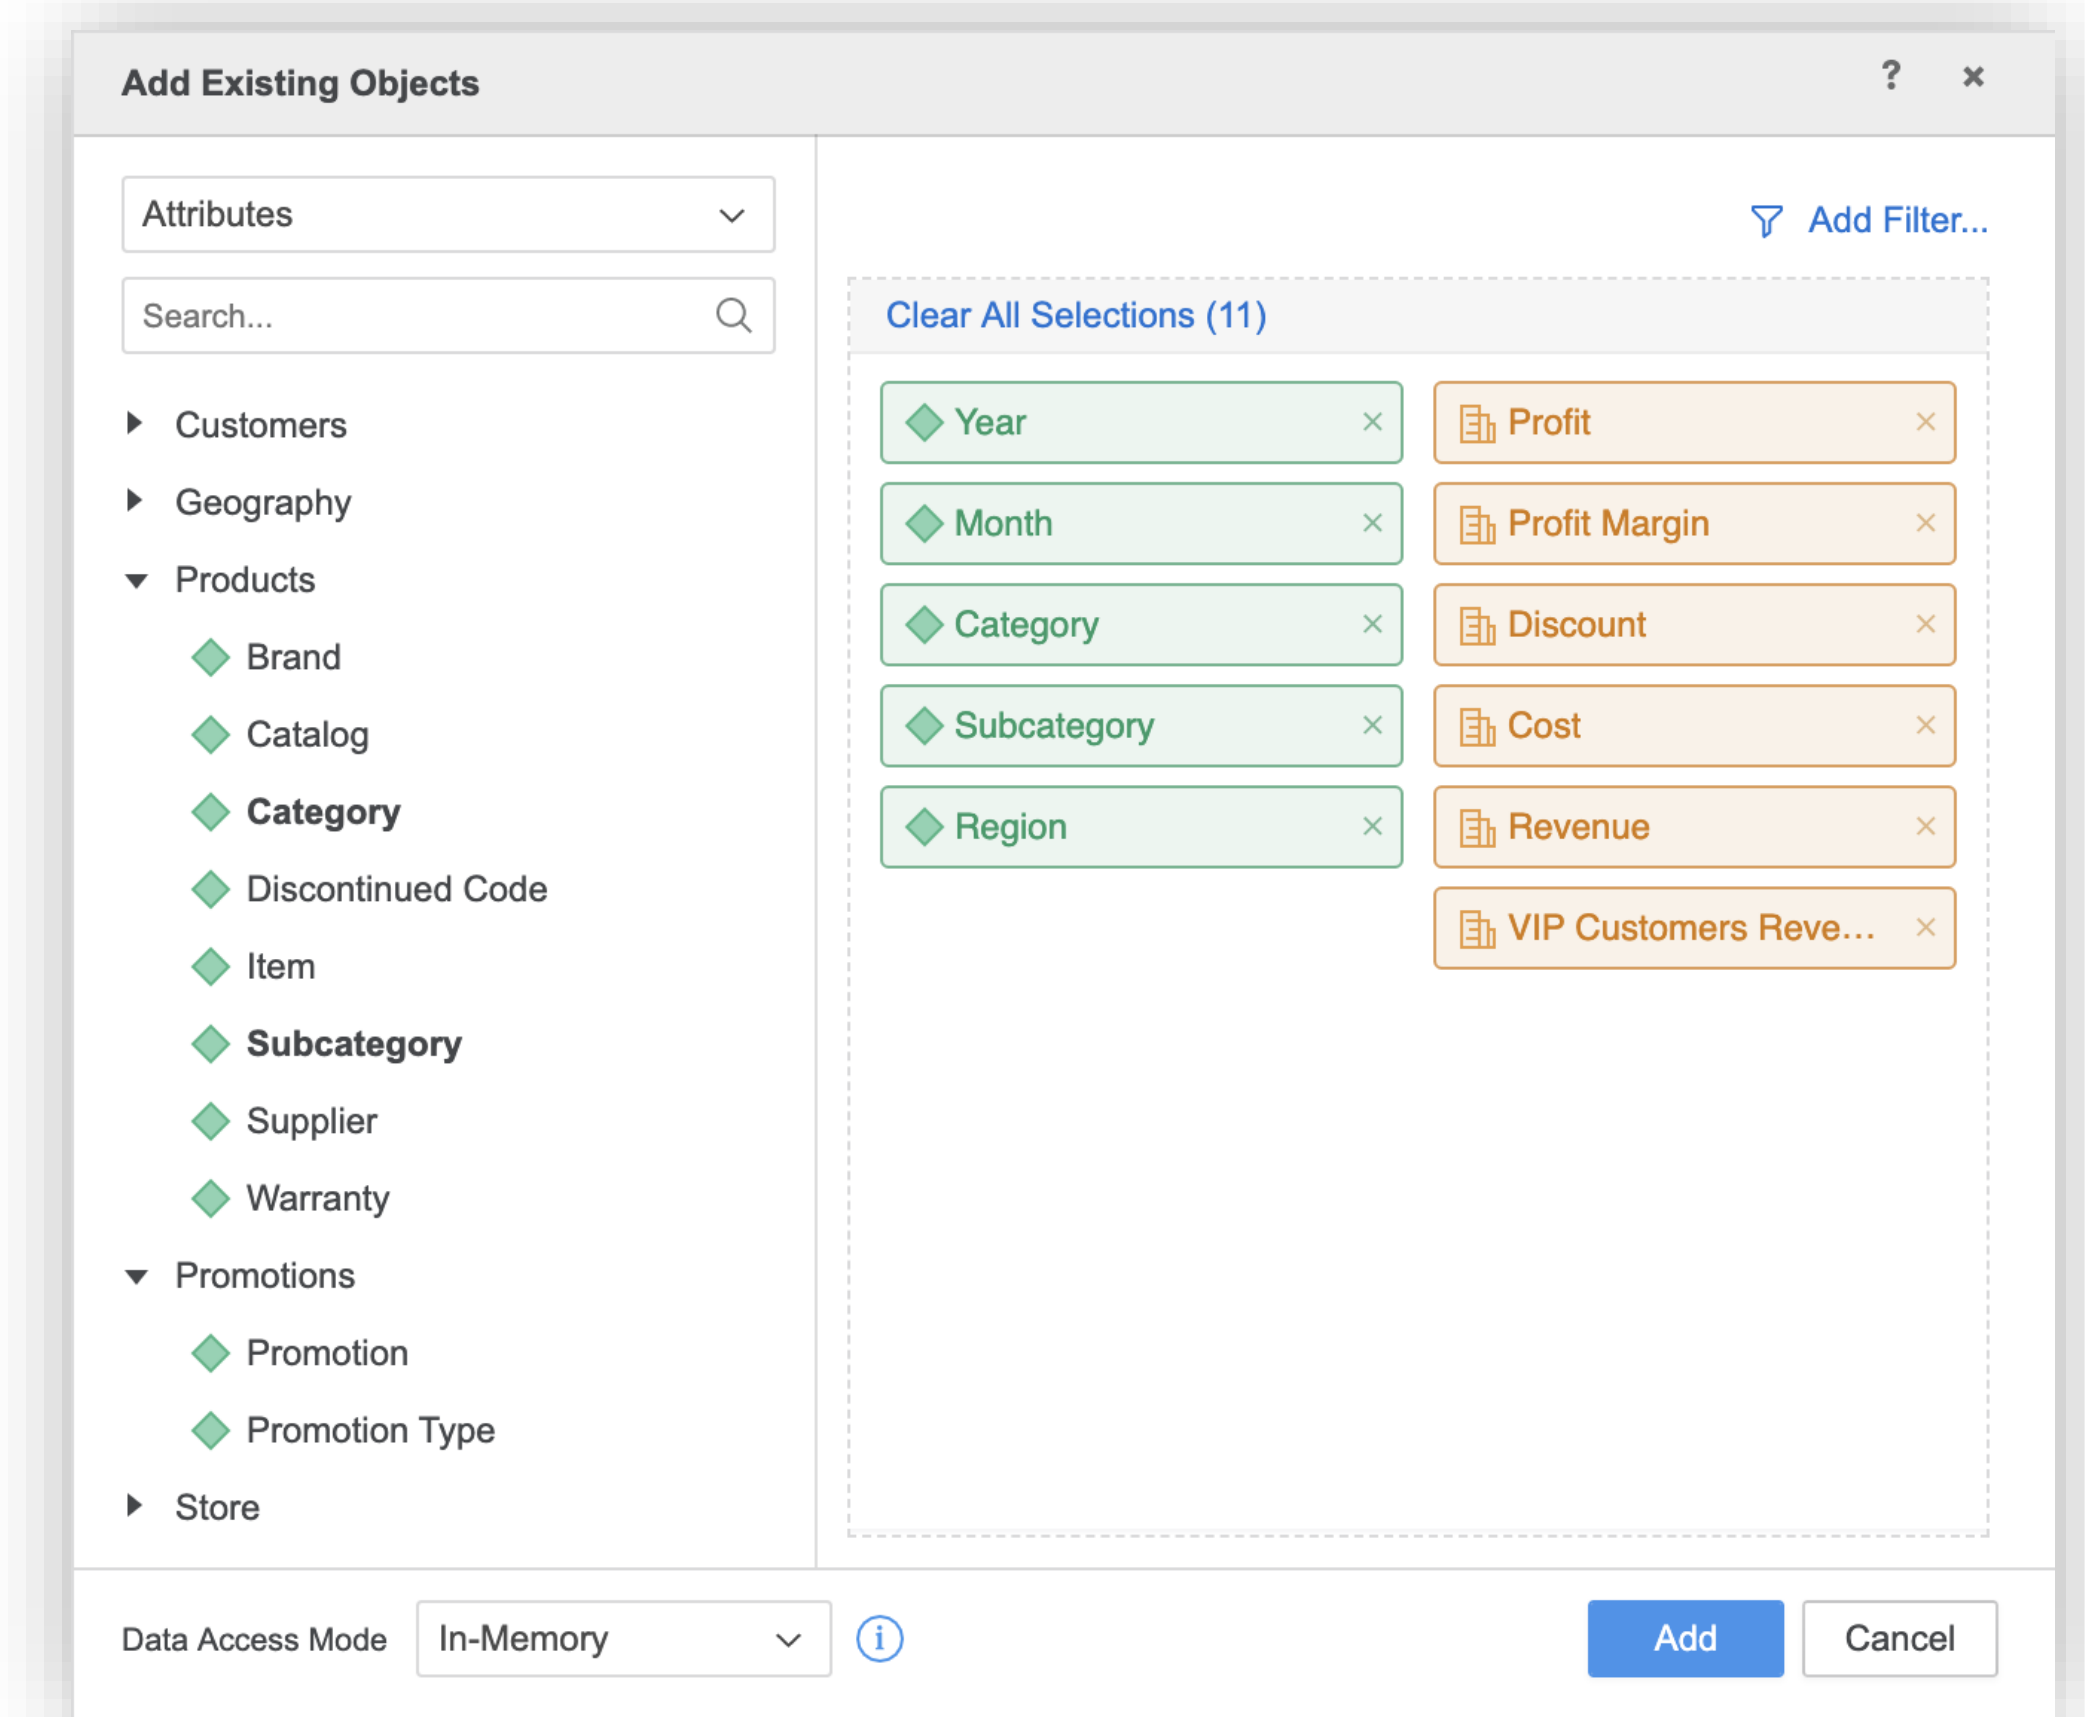 Add Existing Objects
?
Attributes
Search...
Customers
Geography
Products
Brand
Catalog
Category
Discontinued Code
Item
Subcategory
Supplier
Warranty
Promotions
Promotion
Promotion Type
Store
Add Filter...
Clear All Selections (11)
Year
Month
Category
Subcategory
Region
Profit
Profit Margin
Discount
Cost
Revenue
VIP Customers Reve...
Data Access Mode
In-Memory
i
Add
Cancel